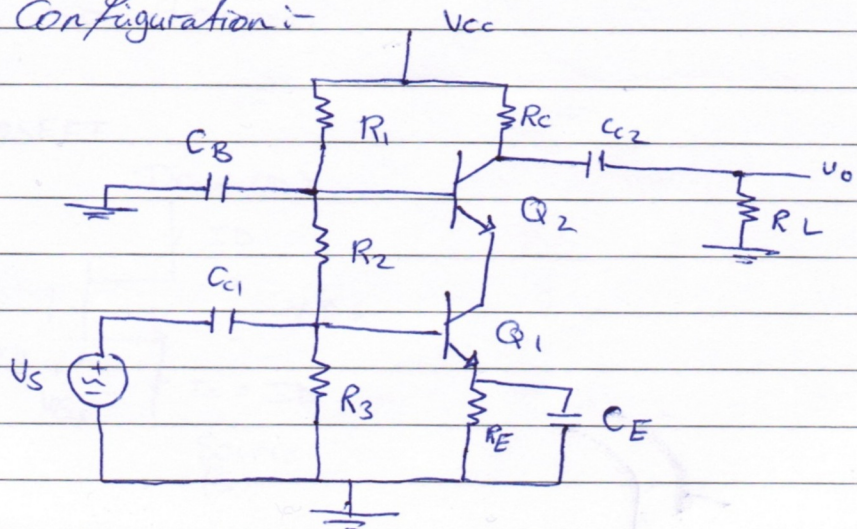 Configuration :-
Vcc
R1
Rc
Cc2
CB
vo
Q2
RL
R2
Cc1
Q1
Vs
R3
RE
CE